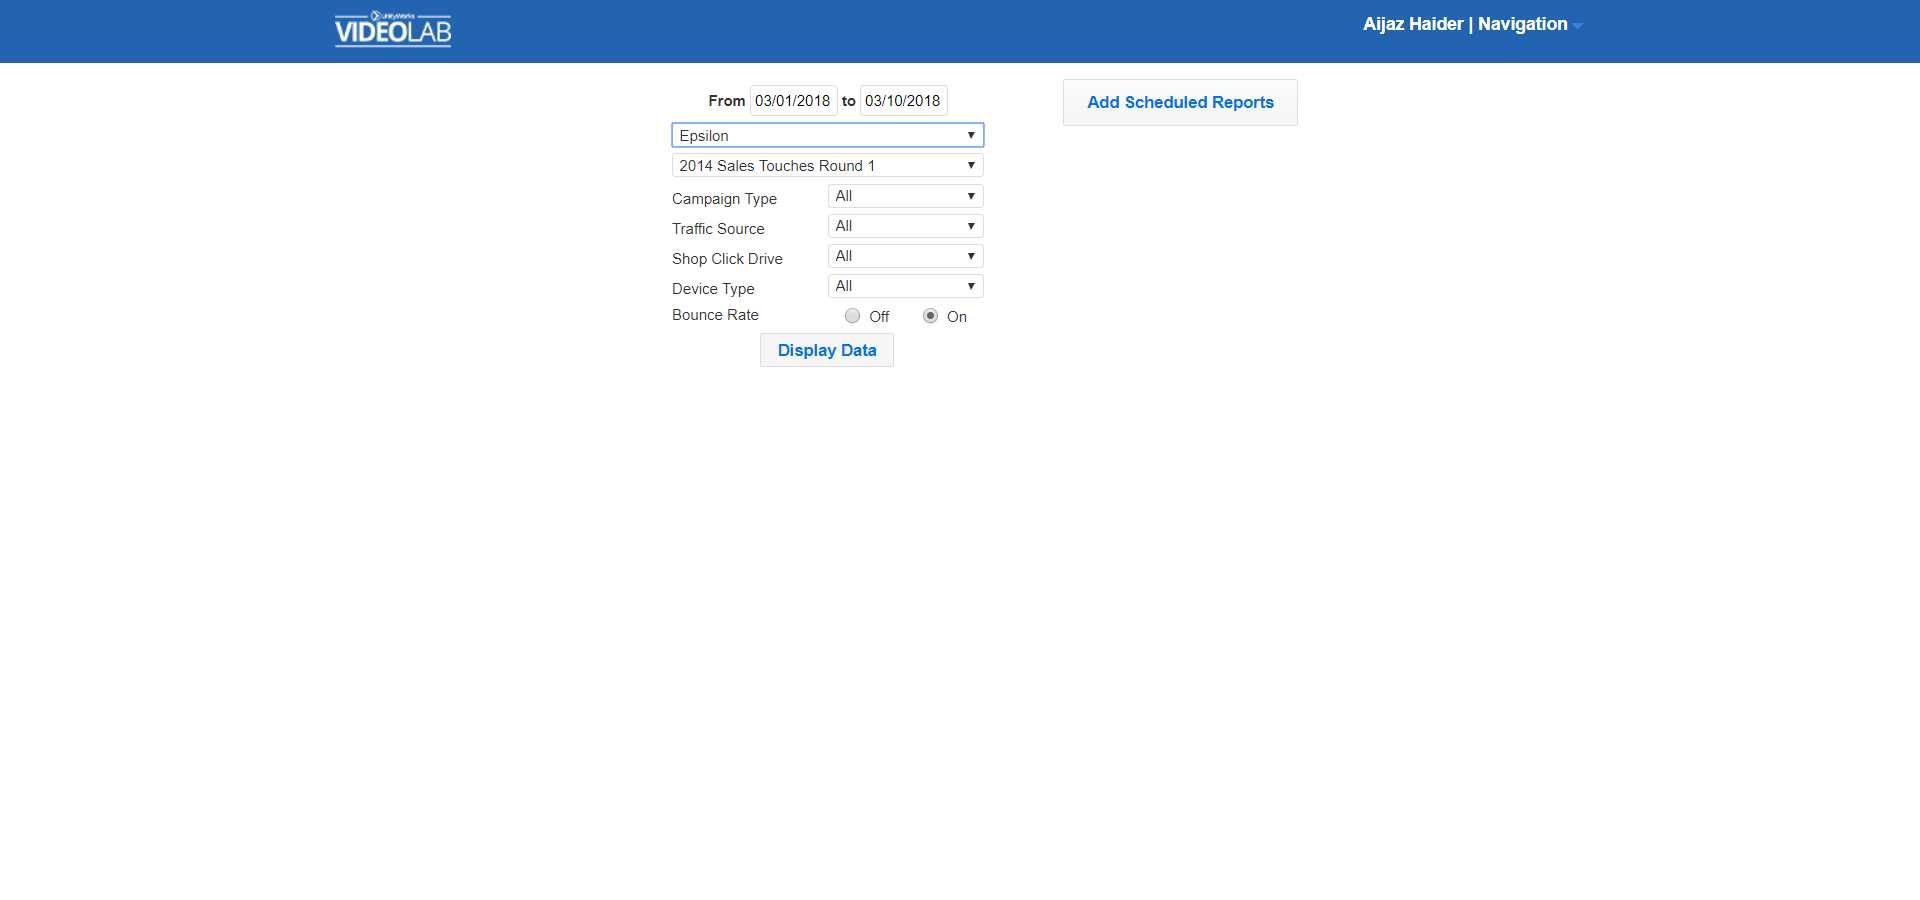 UnityWorks
VIDEOLAB
Aijaz Haider | Navigation
From 03/01/2018 to 03/10/2018
Add Scheduled Reports
Epsilon
2014 Sales Touches Round 1
Campaign Type All
Traffic Source All
Shop Click Drive All
Device Type All
Bounce Rate Off On
Display Data